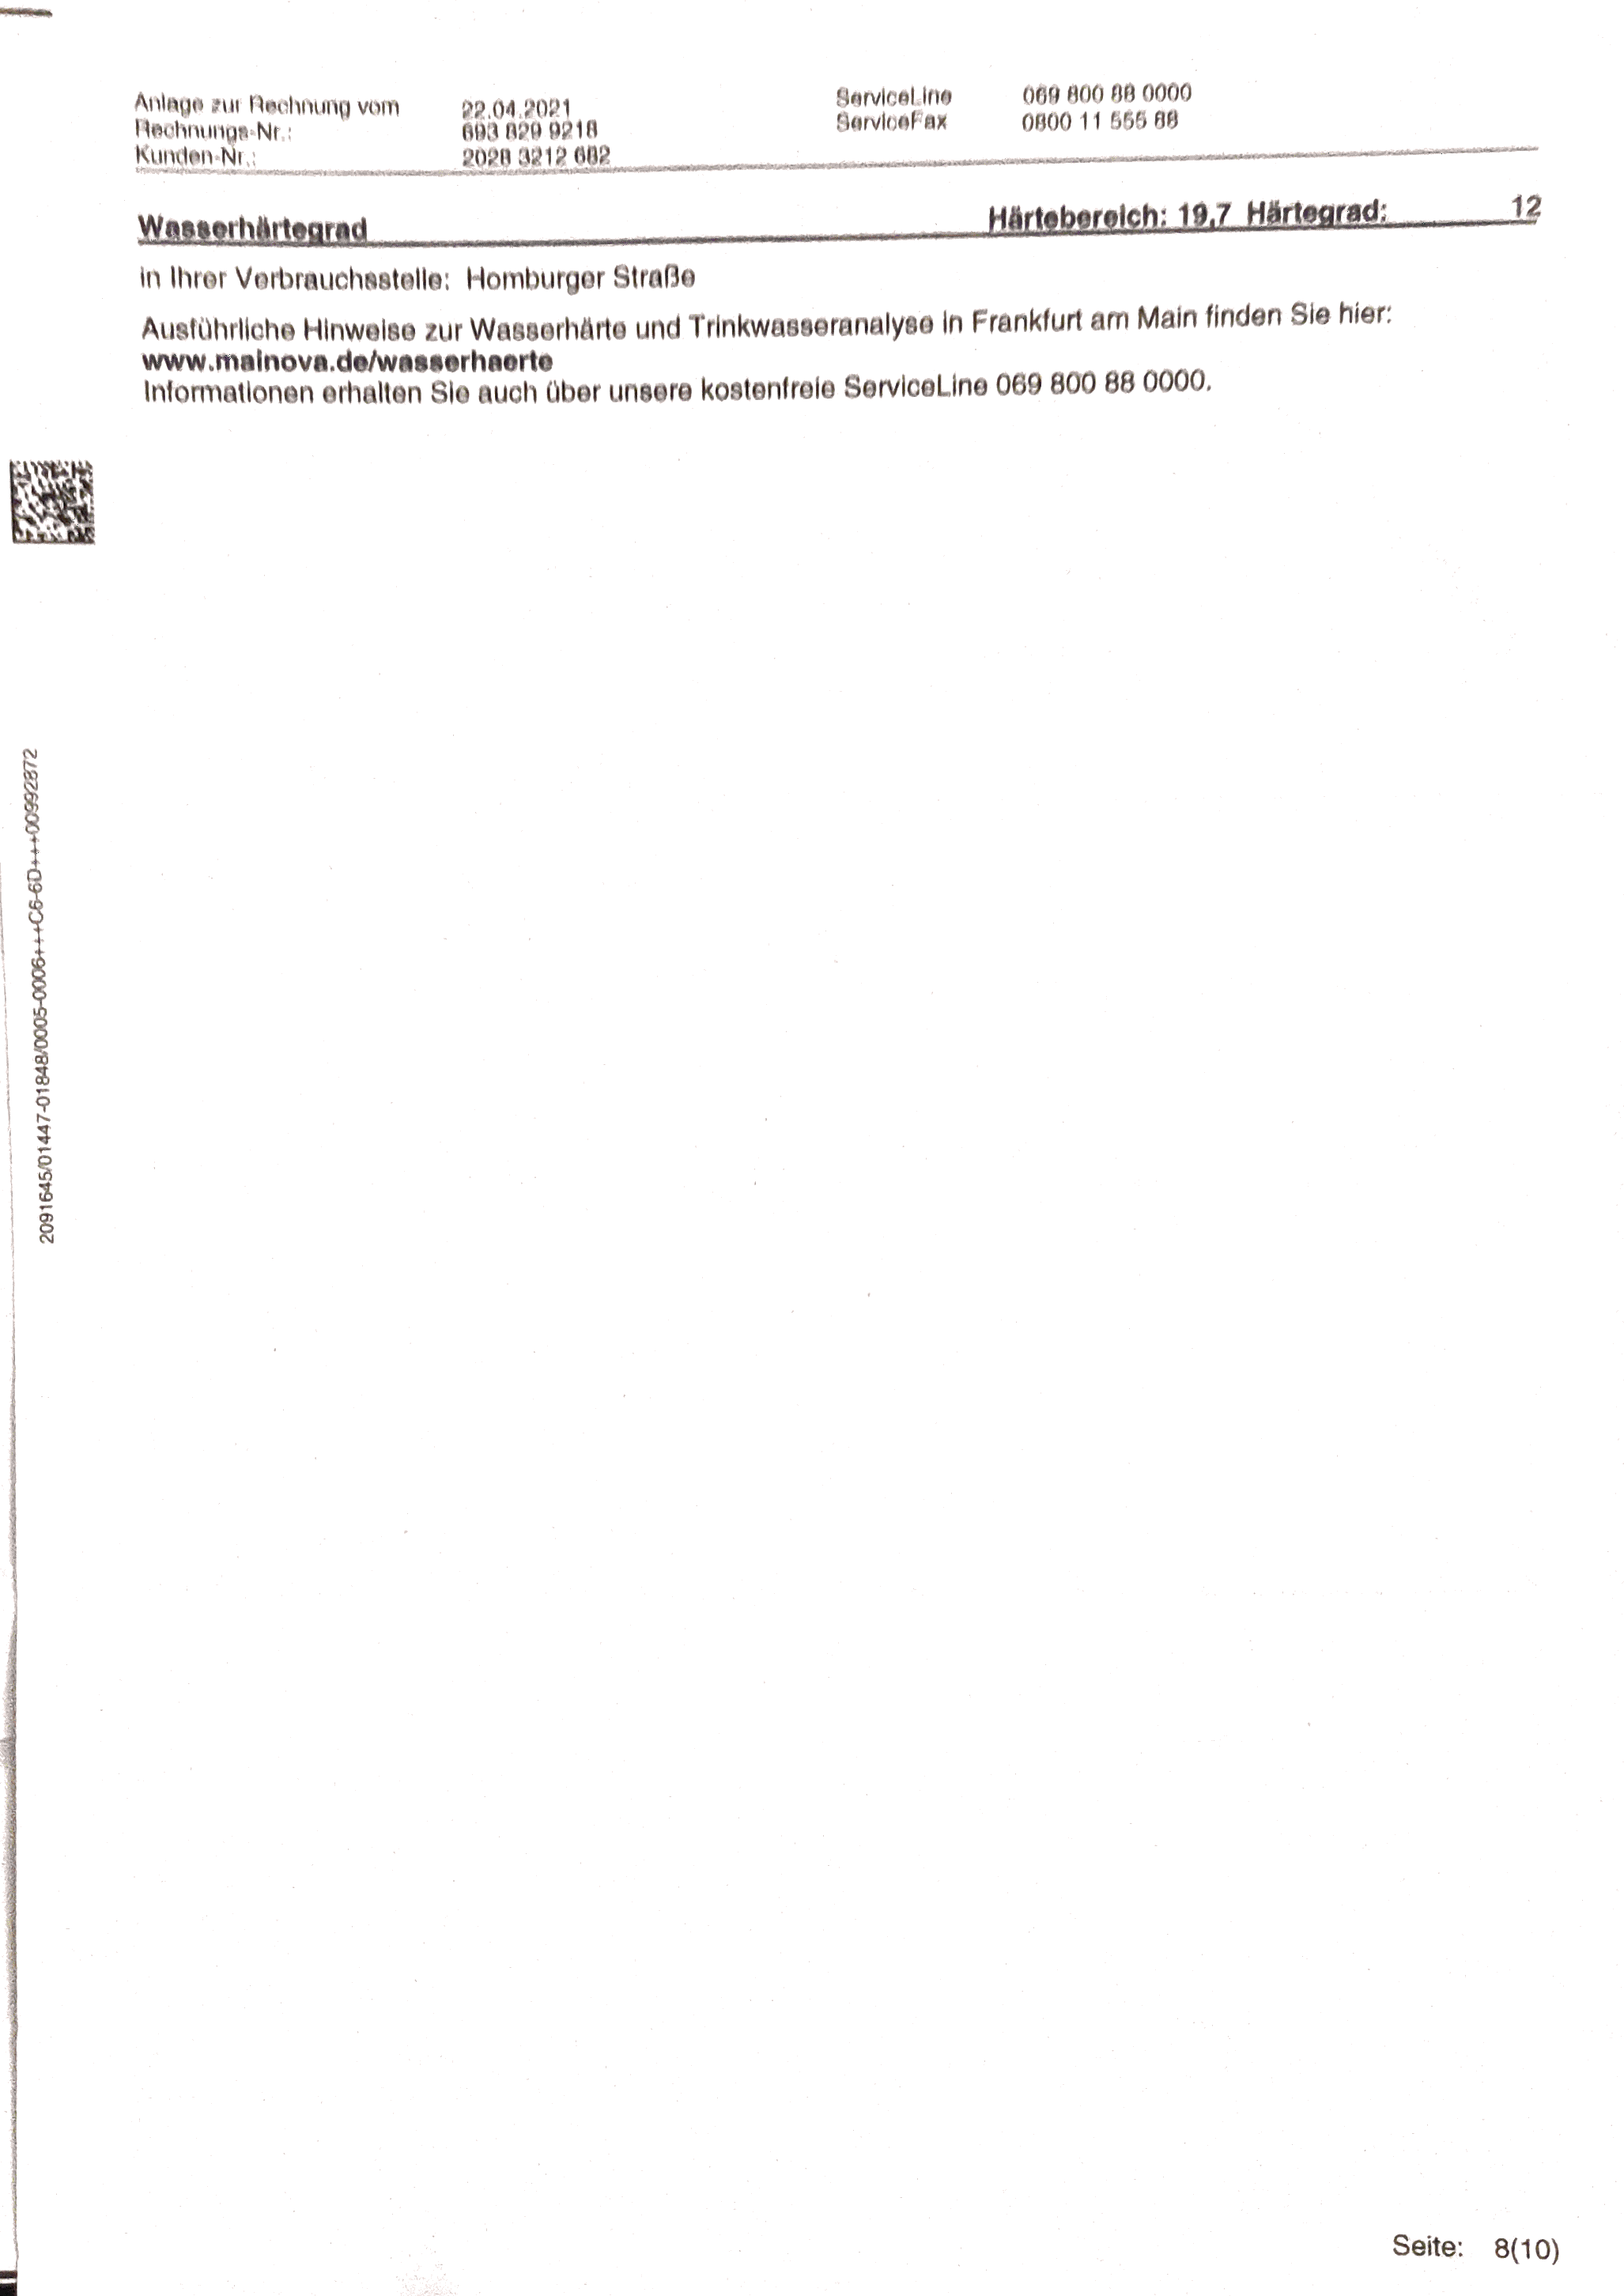 Anlage zur Rechnung vom 22.04.2021 ServiceLine 069 800 88 0000
Rechnungs-Nr.: 693 829 9218 ServiceFax 0800 11 555 88
Kunden-Nr.: 2028 3212 682
Wasserhärtegrad Härtebereich: 19,7 Härtegrad: 12
in Ihrer Verbrauchsstelle: Homburger Straße
Ausführliche Hinweise zur Wasserhärte und Trinkwasseranalyse in Frankfurt am Main finden Sie hier:
www.mainova.de/wasserhaerte
Informationen erhalten Sie auch über unsere kostenfreie ServiceLine 069 800 88 0000.
2091645/01447-01848/0005-0006+++C6-6D+++00992872
Seite: 8(10)